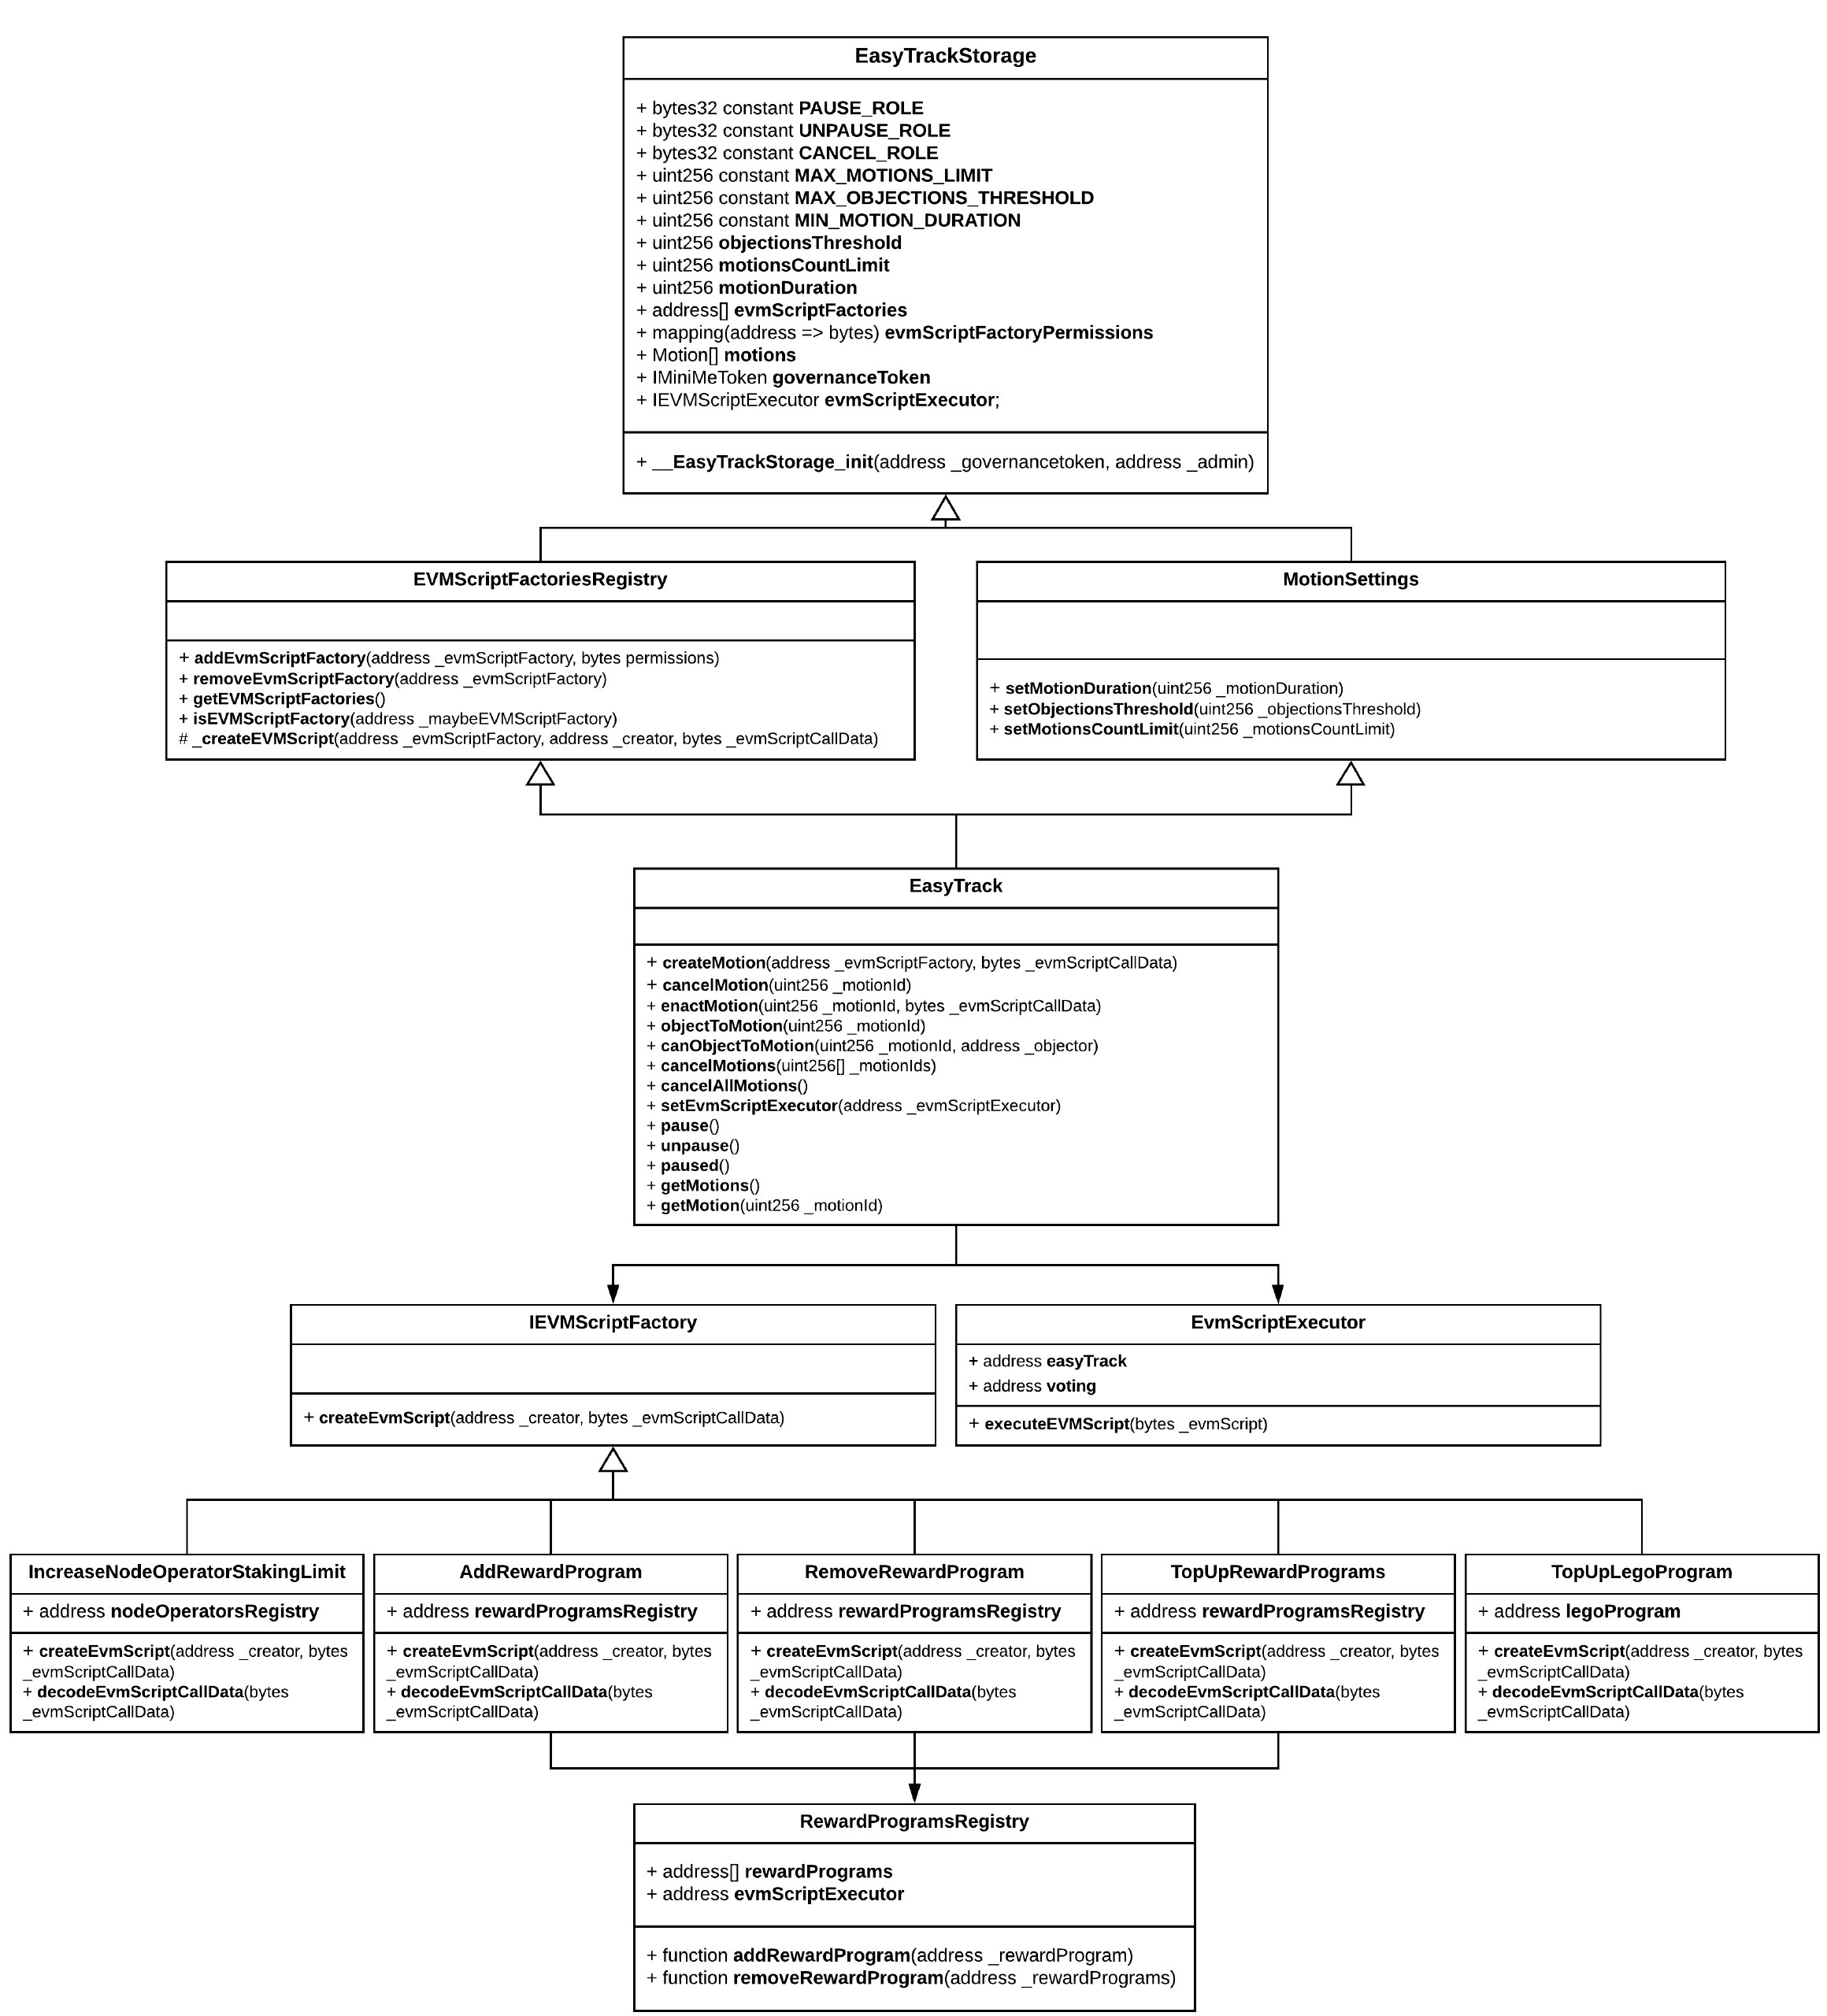 EasyTrackStorage
+ bytes32 constant PAUSE_ROLE
+ bytes32 constant UNPAUSE_ROLE
+ bytes32 constant CANCEL_ROLE
+ uint256 constant MAX_MOTIONS_LIMIT
+ uint256 constant MAX_OBJECTIONS_THRESHOLD
+ uint256 constant MIN_MOTION_DURATION
+ uint256 objectionsThreshold
+ uint256 motionsCountLimit
+ uint256 motionDuration
+ address[] evmScriptFactories
+ mapping(address => bytes) evmScriptFactoryPermissions
+ Motion[] motions
+ IMiniMeToken governanceToken
+ IEVMScriptExecutor evmScriptExecutor;
+ __EasyTrackStorage_init(address _governancetoken, address _admin)
EVMScriptFactoriesRegistry
+ addEvmScriptFactory(address _evmScriptFactory, bytes permissions)
+ removeEvmScriptFactory(address _evmScriptFactory)
+ getEVMScriptFactories()
+ isEVMScriptFactory(address _maybeEVMScriptFactory)
# _createEVMScript(address _evmScriptFactory, address _creator, bytes _evmScriptCallData)
MotionSettings
+ setMotionDuration(uint256 _motionDuration)
+ setObjectionsThreshold(uint256 _objectionsThreshold)
+ setMotionsCountLimit(uint256 _motionsCountLimit)
EasyTrack
+ createMotion(address _evmScriptFactory, bytes _evmScriptCallData)
+ cancelMotion(uint256 _motionId)
+ enactMotion(uint256 _motionId, bytes _evmScriptCallData)
+ objectToMotion(uint256 _motionId)
+ canObjectToMotion(uint256 _motionId, address _objector)
+ cancelMotions(uint256[] _motionIds)
+ cancelAllMotions()
+ setEvmScriptExecutor(address _evmScriptExecutor)
+ pause()
+ unpause()
+ paused()
+ getMotions()
+ getMotion(uint256 _motionId)
IEVMScriptFactory
+ createEvmScript(address _creator, bytes _evmScriptCallData)
EvmScriptExecutor
+ address easyTrack
+ address voting
+ executeEVMScript(bytes _evmScript)
IncreaseNodeOperatorStakingLimit
+ address nodeOperatorsRegistry
+ createEvmScript(address _creator, bytes
_evmScriptCallData)
+ decodeEvmScriptCallData(bytes
_evmScriptCallData)
AddRewardProgram
+ address rewardProgramsRegistry
+ createEvmScript(address _creator, bytes
_evmScriptCallData)
+ decodeEvmScriptCallData(bytes
_evmScriptCallData)
RemoveRewardProgram
+ address rewardProgramsRegistry
+ createEvmScript(address _creator, bytes
_evmScriptCallData)
+ decodeEvmScriptCallData(bytes
_evmScriptCallData)
TopUpRewardPrograms
+ address rewardProgramsRegistry
+ createEvmScript(address _creator, bytes
_evmScriptCallData)
+ decodeEvmScriptCallData(bytes
_evmScriptCallData)
TopUpLegoProgram
+ address legoProgram
+ createEvmScript(address _creator, bytes
_evmScriptCallData)
+ decodeEvmScriptCallData(bytes
_evmScriptCallData)
RewardProgramsRegistry
+ address[] rewardPrograms
+ address evmScriptExecutor
+ function addRewardProgram(address _rewardProgram)
+ function removeRewardProgram(address _rewardPrograms)